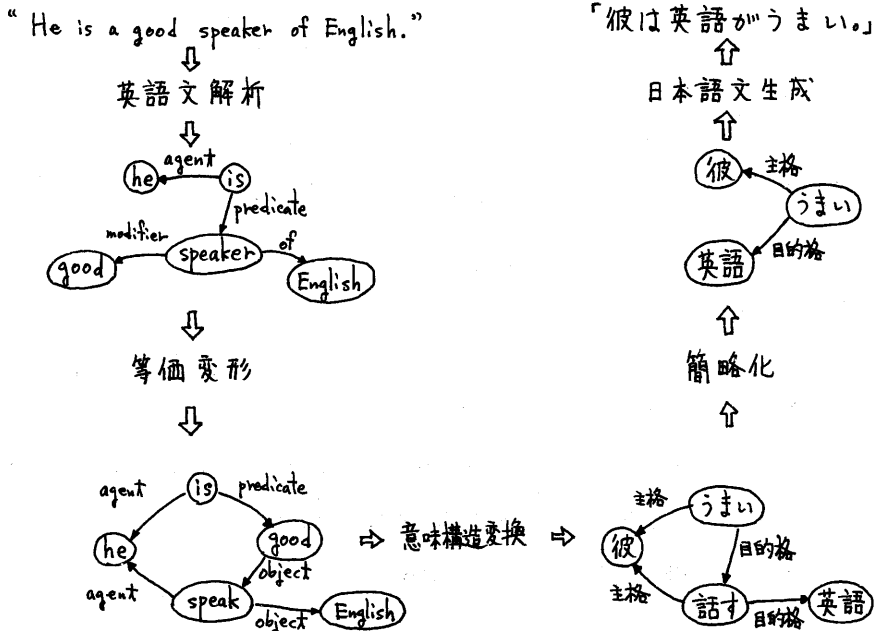 “ He is a good speaker of English.”
英語文解析
agent
he
is
predicate
modifier
good
speaker
of
English
等価変形
agent
is
predicate
he
good
object
agent
speak
object
English
意味構造変換
「彼は英語がうまい。」
日本語文生成
彼
主格
うまい
英語
目的格
簡略化
主格
うまい
彼
目的格
主格
話す
目的格
英語